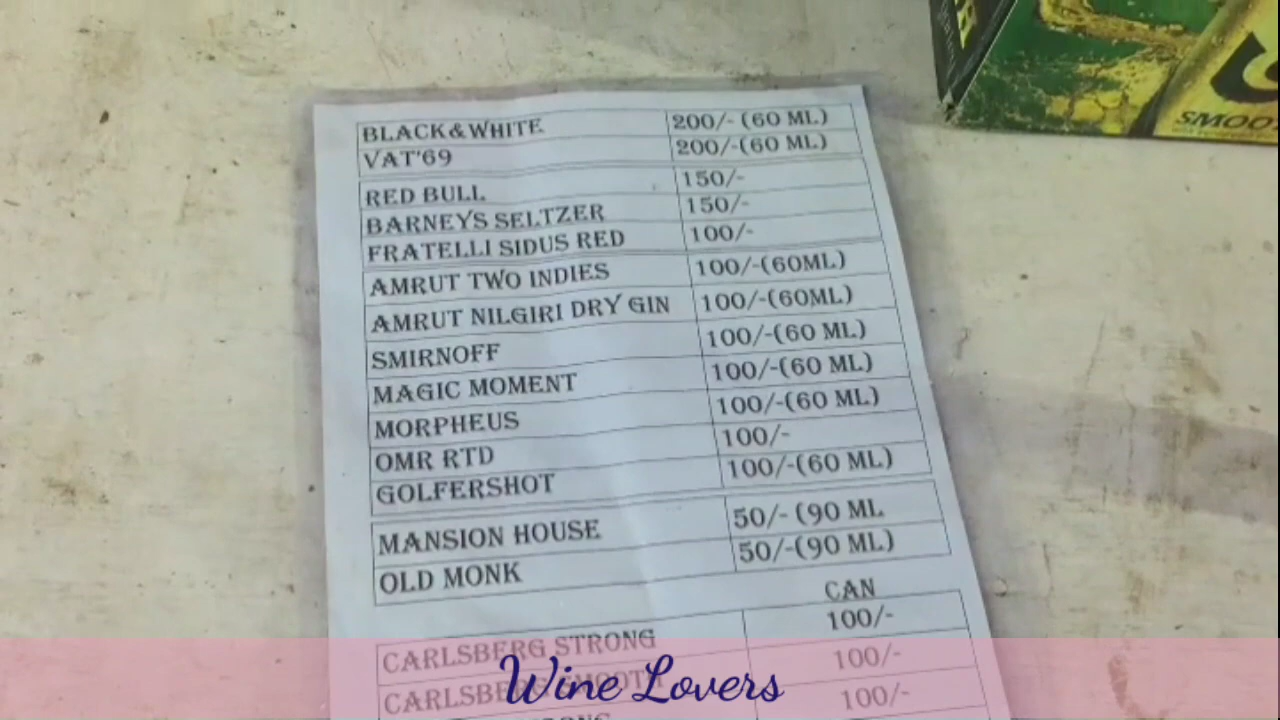 SMOO
BLACK&WHITE 200/- (60 ML)
VAT'69 200/-(60 ML)
RED BULL 150/-
BARNEYS SELTZER 150/-
FRATELLI SIDUS RED 100/-
AMRUT TWO INDIES 100/-(60ML)
AMRUT NILGIRI DRY GIN 100/-(60ML)
SMIRNOFF 100/-(60 ML)
MAGIC MOMENT 100/-(60 ML)
MORPHEUS 100/-(60 ML)
OMR RTD 100/-
GOLFERSHOT 100/-(60 ML)
MANSION HOUSE 50/- (90 ML
OLD MONK 50/-(90 ML)
CAN
CARLSBERG STRONG 100/-
CARLSBERG SMOOTH 100/-
100/-
Wine Lovers